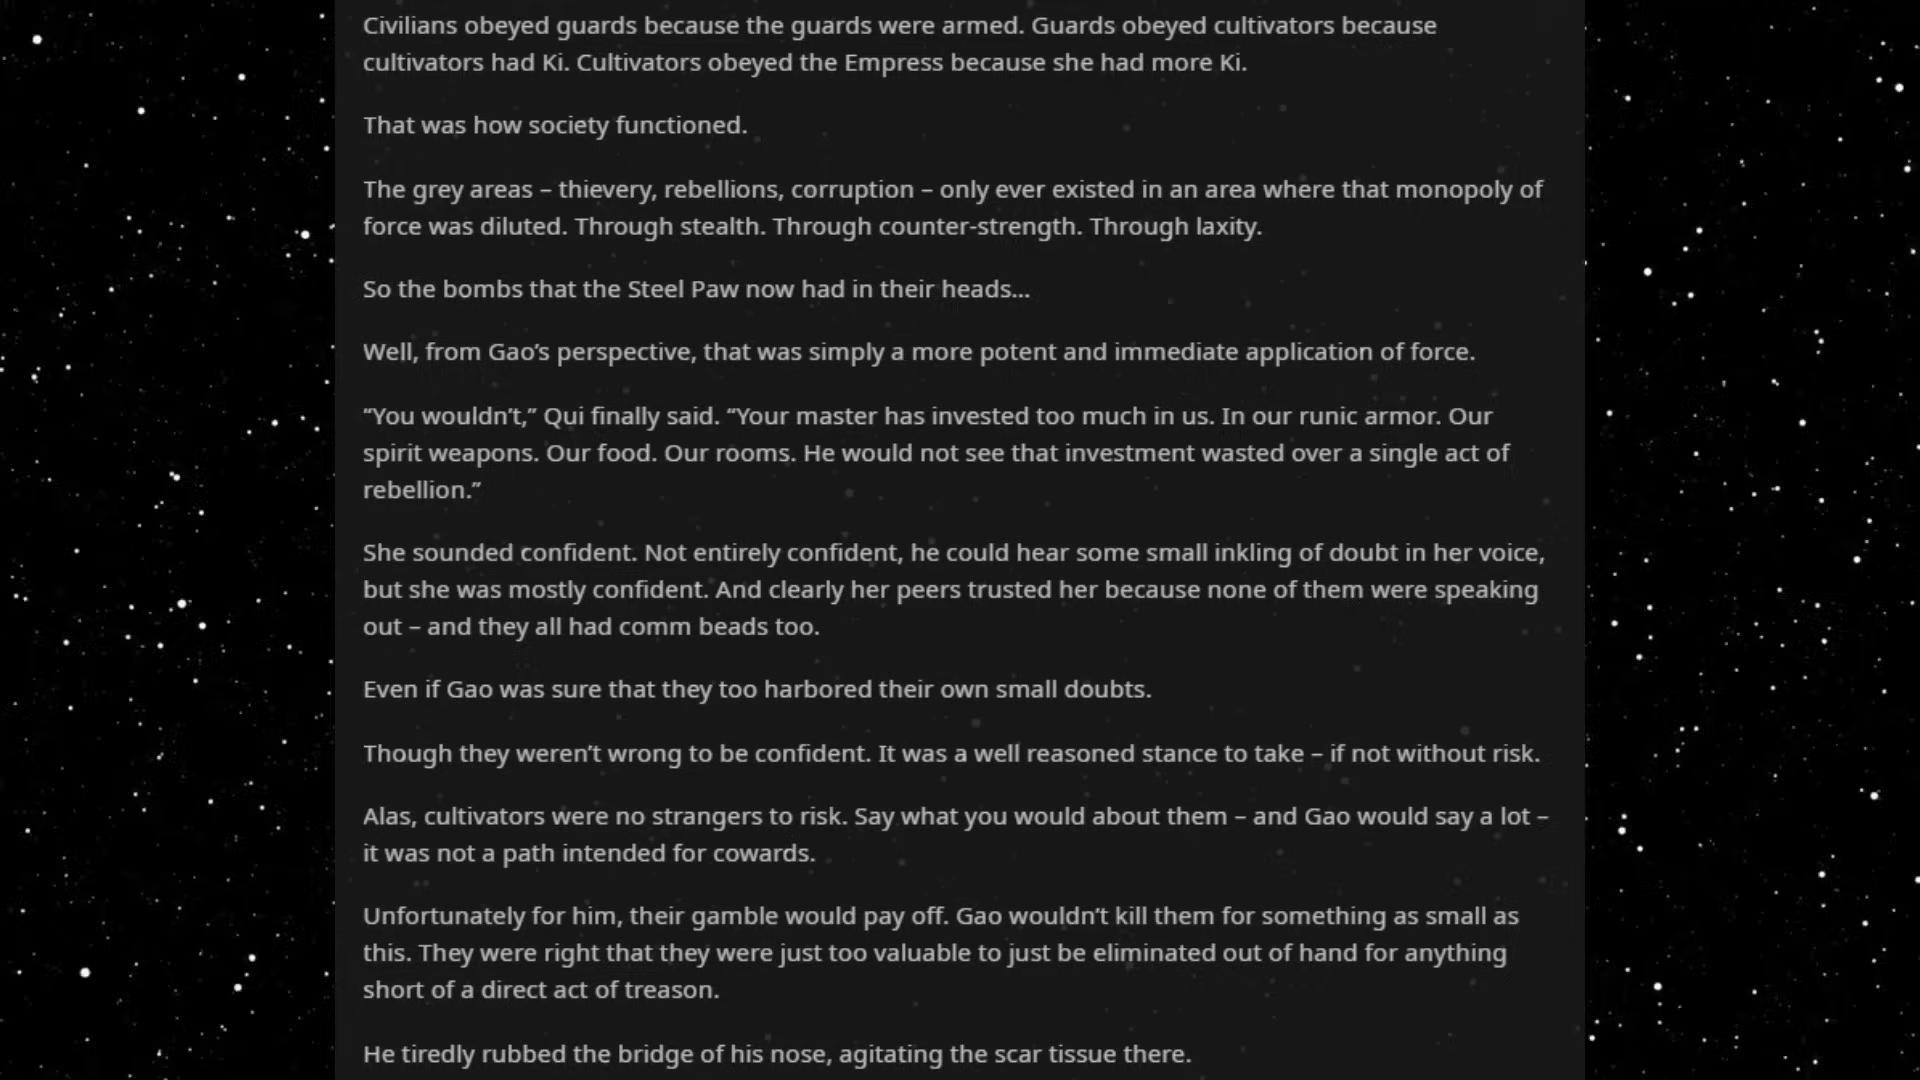 Civilians obeyed guards because the guards were armed. Guards obeyed cultivators because
cultivators had Ki. Cultivators obeyed the Empress because she had more Ki.
That was how society functioned.
The grey areas – thievery, rebellions, corruption – only ever existed in an area where that monopoly of
force was diluted. Through stealth. Through counter-strength. Through laxity.
So the bombs that the Steel Paw now had in their heads…
Well, from Gao’s perspective, that was simply a more potent and immediate application of force.
“You wouldn’t,” Qui finally said. “Your master has invested too much in us. In our runic armor. Our
spirit weapons. Our food. Our rooms. He would not see that investment wasted over a single act of
rebellion.”
She sounded confident. Not entirely confident, he could hear some small inkling of doubt in her voice,
but she was mostly confident. And clearly her peers trusted her because none of them were speaking
out – and they all had comm beads too.
Even if Gao was sure that they too harbored their own small doubts.
Though they weren’t wrong to be confident. It was a well reasoned stance to take – if not without risk.
Alas, cultivators were no strangers to risk. Say what you would about them – and Gao would say a lot –
it was not a path intended for cowards.
Unfortunately for him, their gamble would pay off. Gao wouldn’t kill them for something as small as
this. They were right that they were just too valuable to just be eliminated out of hand for anything
short of a direct act of treason.
He tiredly rubbed the bridge of his nose, agitating the scar tissue there.